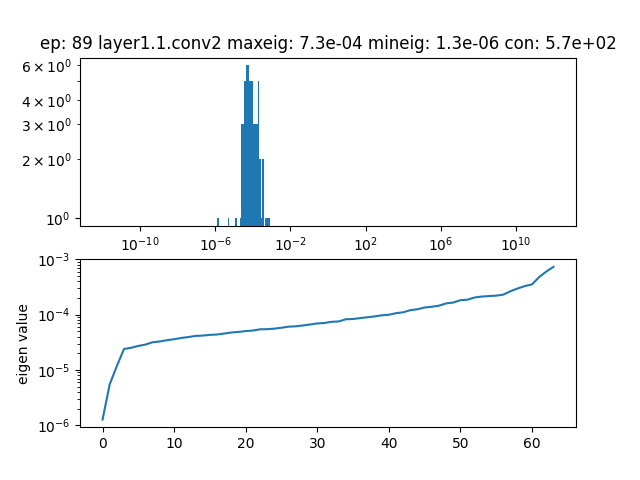 ep: 89 layer1.1.conv2 maxeig: 7.3e-04 mineig: 1.3e-06 con: 5.7e+02
6 × 10⁰
4 × 10⁰
3 × 10⁰
2 × 10⁰
10⁰
10⁻¹⁰ 10⁻⁶ 10⁻² 10² 10⁶ 10¹⁰
10⁻³
10⁻⁴
10⁻⁵
10⁻⁶
eigen value
0 10 20 30 40 50 60